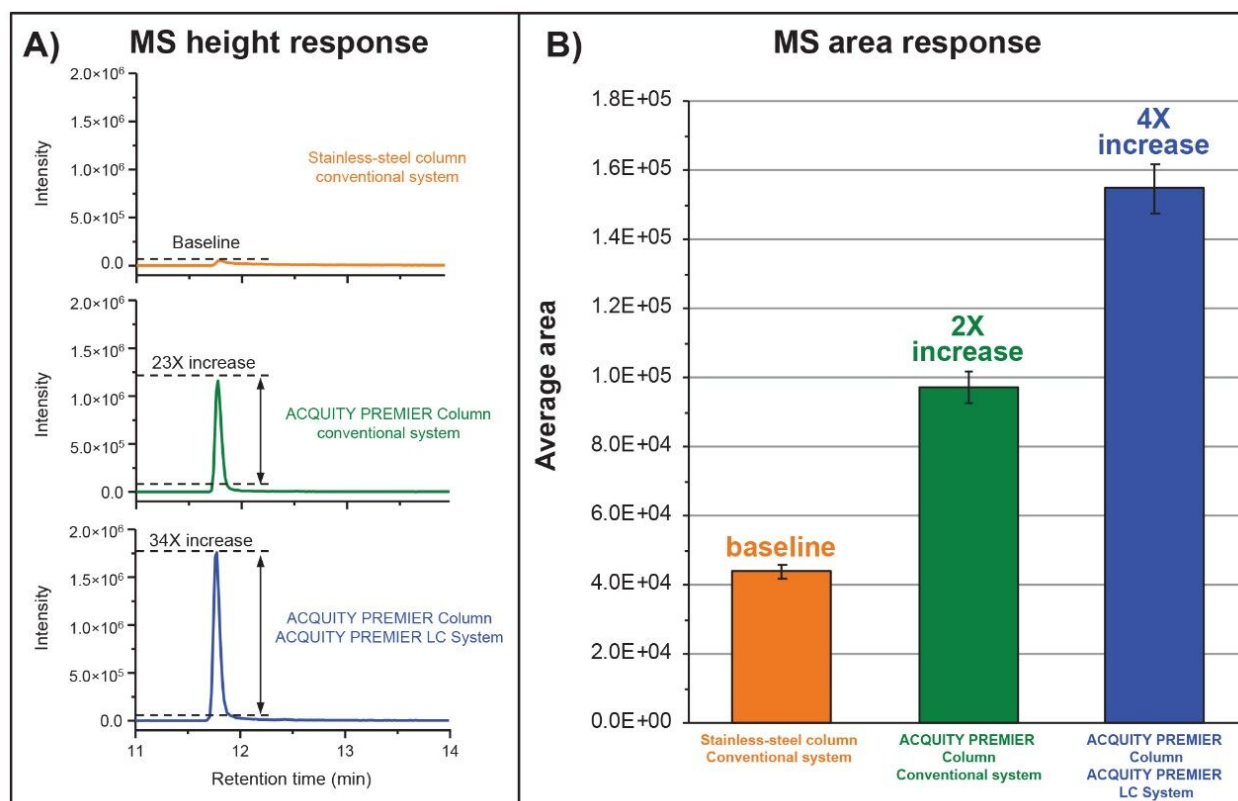 A) MS height response
2.0×10⁶
1.5×10⁶
1.0×10⁶
5.0×10⁵
0.0
Intensity
Stainless-steel column
conventional system
Baseline
2.0×10⁶
1.5×10⁶
1.0×10⁶
5.0×10⁵
0.0
Intensity
23X increase
ACQUITY PREMIER Column
conventional system
2.0×10⁶
1.5×10⁶
1.0×10⁶
5.0×10⁵
0.0
Intensity
34X increase
ACQUITY PREMIER Column
ACQUITY PREMIER LC System
11 12 13 14
Retention time (min)
B) MS area response
1.8E+05
1.6E+05
1.4E+05
1.2E+05
1.0E+05
8.0E+04
6.0E+04
4.0E+04
2.0E+04
0.0E+00
Average area
baseline
2X
increase
4X
increase
Stainless-steel column
Conventional system
ACQUITY PREMIER
Column
Conventional system
ACQUITY PREMIER
Column
ACQUITY PREMIER
LC System